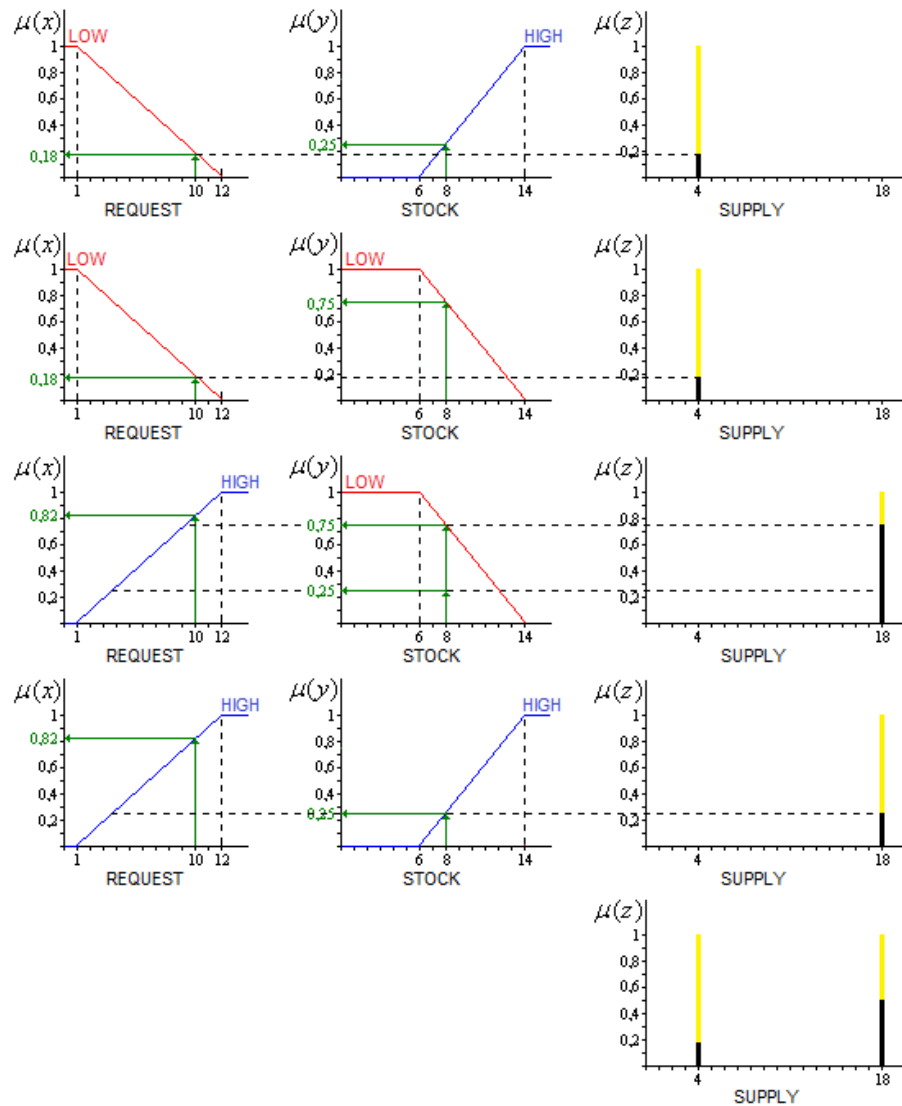 μ(x) μ(y) μ(z)
LOW HIGH
1 1 1
0,8 0,8 0,8
0,6 0,6 0,6
0,4 0,4 0,4
0,18 0,25 0,2
1 10 12 6 8 14 4 18
REQUEST STOCK SUPPLY
μ(x) μ(y) μ(z)
LOW LOW
1 1 1
0,8 0,8 0,8
0,6 0,75 0,6 0,6
0,4 0,4 0,4
0,18 0,2 0,2
1 10 12 6 8 14 4 18
REQUEST STOCK SUPPLY
μ(x) μ(y) μ(z)
HIGH LOW
1 1 1
0,82 0,75 0,8
0,6 0,6 0,6
0,4 0,4 0,4
0,2 0,25 0,2
1 10 12 6 8 14 4 18
REQUEST STOCK SUPPLY
μ(x) μ(y) μ(z)
HIGH HIGH
1 1 1
0,82 0,8 0,8
0,6 0,6 0,6
0,4 0,4 0,4
0,2 0,25 0,2
1 10 12 6 8 14 4 18
REQUEST STOCK SUPPLY
μ(z)
1
0,8
0,6
0,4
0,2
4 18
SUPPLY